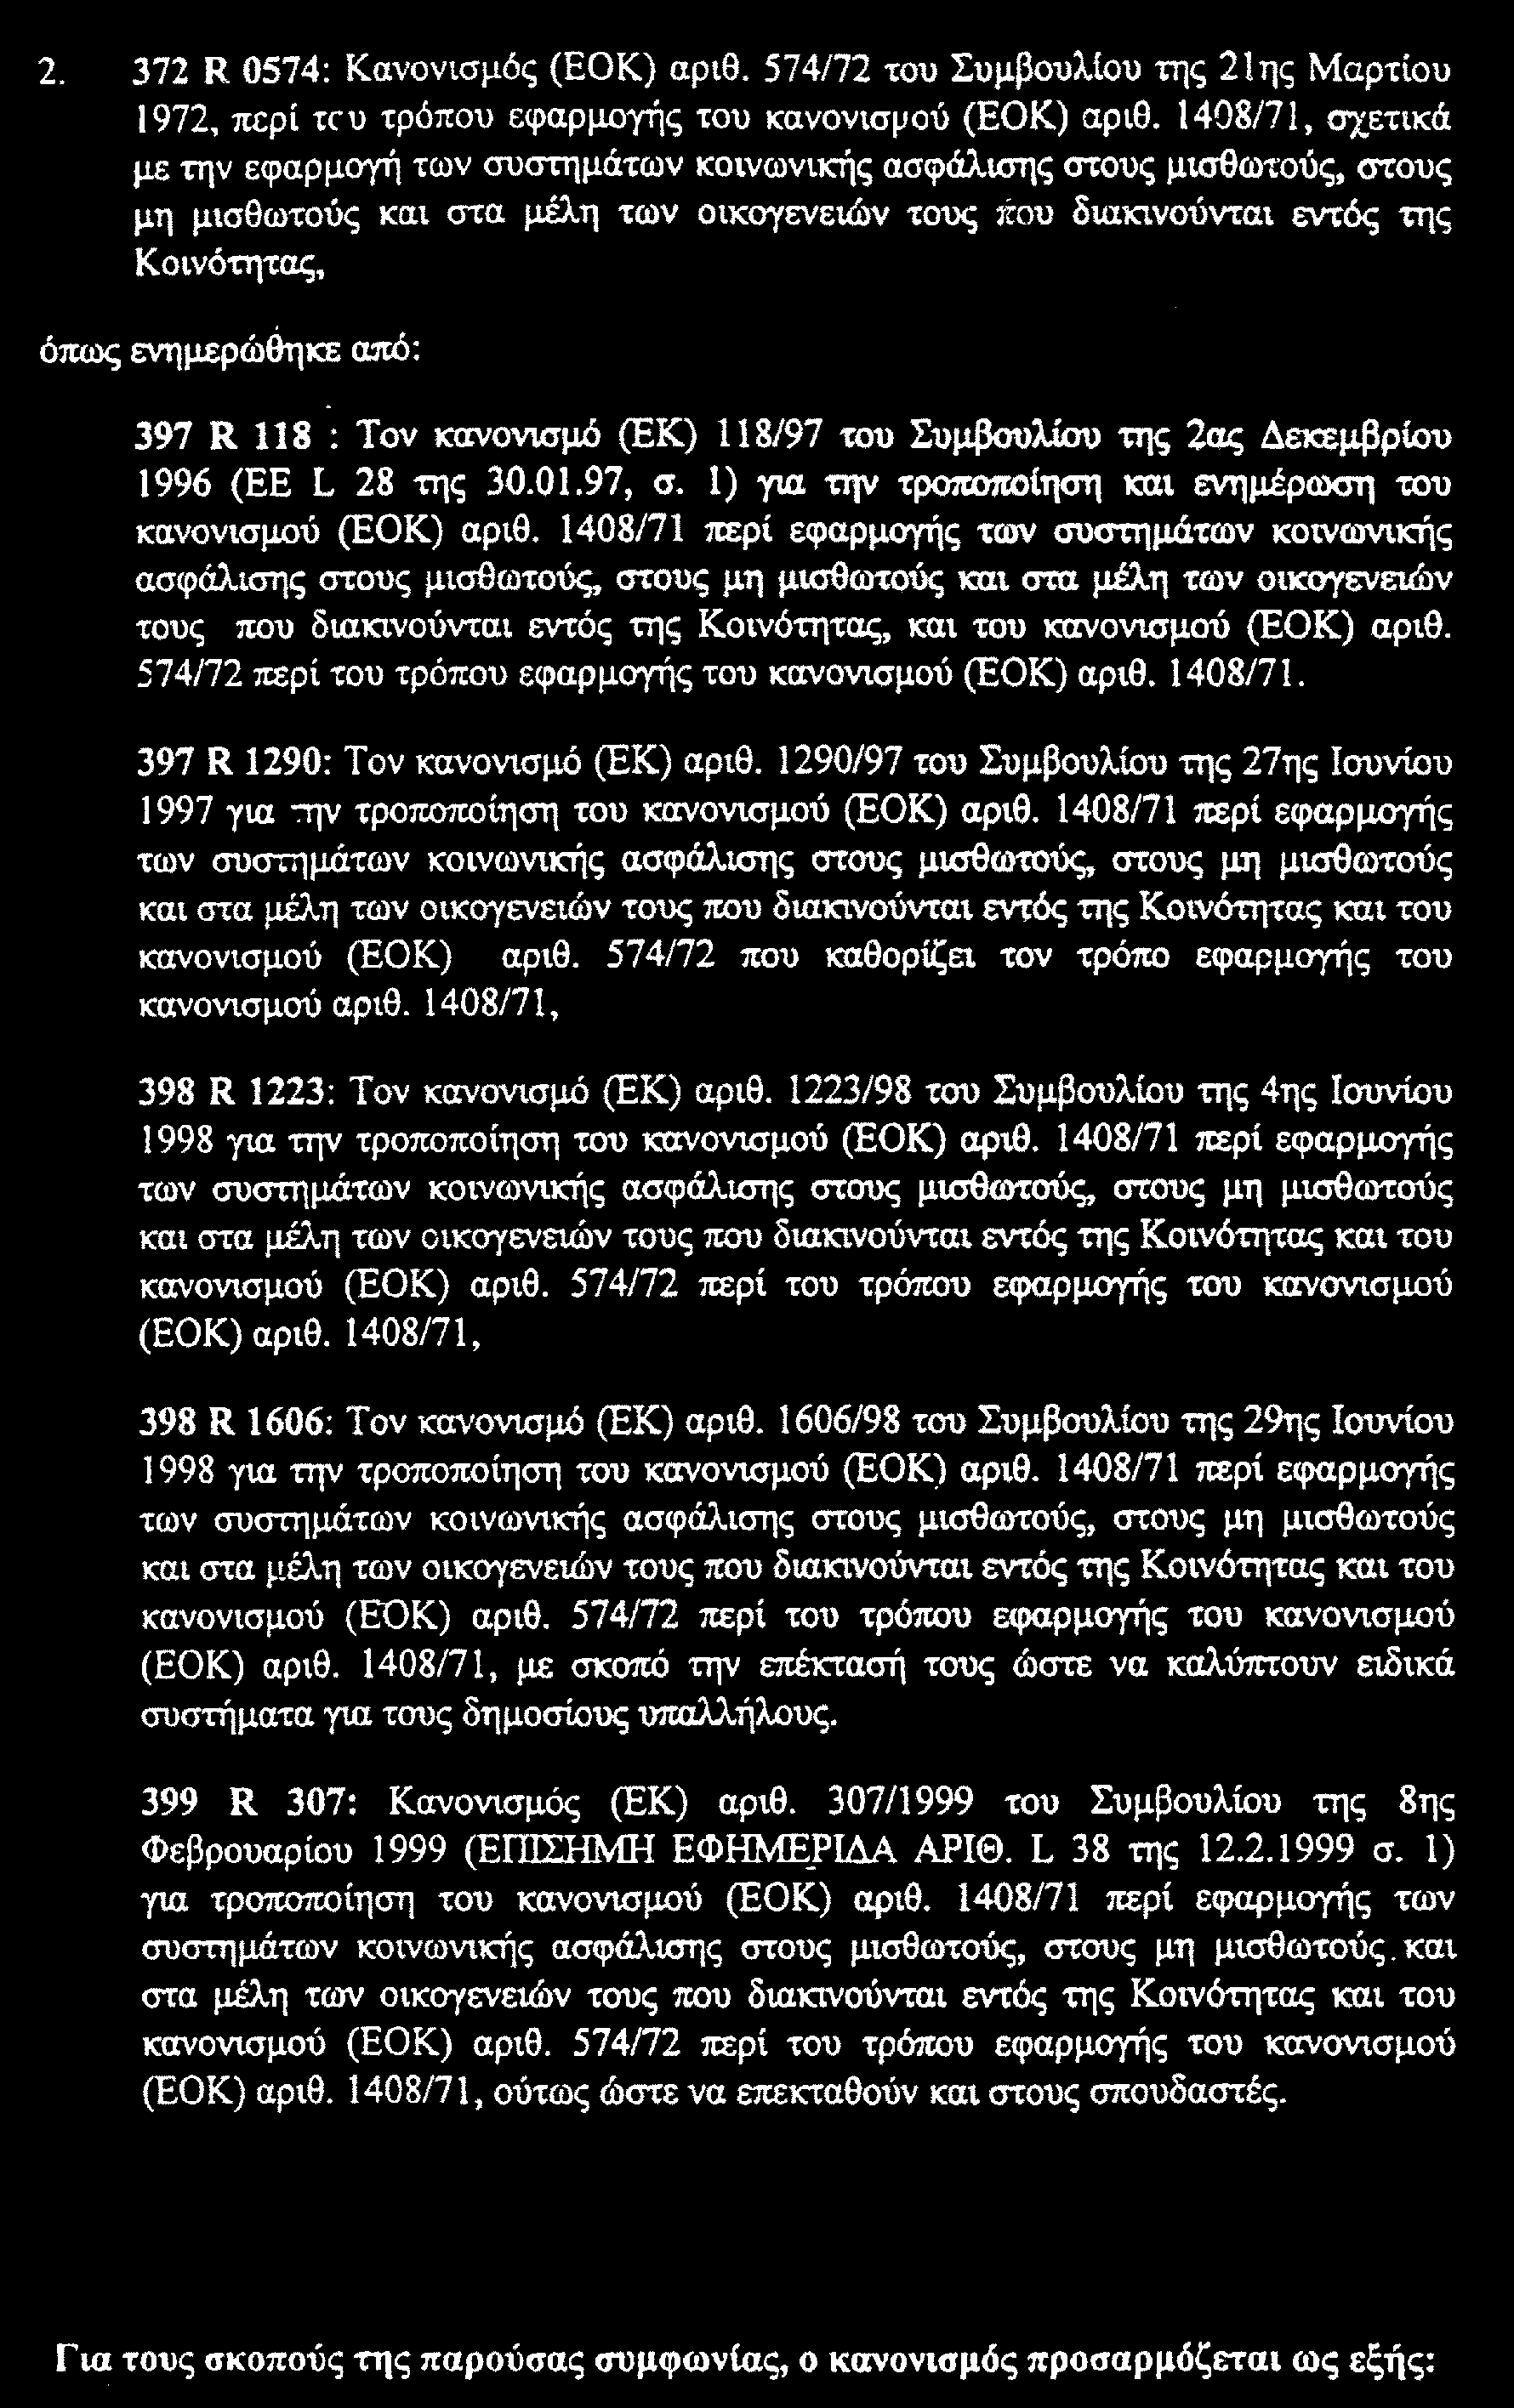 2. 372 R 0574: Κανονισμός (ΕΟΚ) αριθ. 574/72 του Συμβουλίου της 21ης Μαρτίου
1972, περί του τρόπου εφαρμογής του κανονισμού (ΕΟΚ) αριθ. 1408/71, σχετικά
με την εφαρμογή των συστημάτων κοινωνικής ασφάλισης στους μισθωτούς, στους
μη μισθωτούς και στα μέλη των οικογενειών τους που διακινούνται εντός της
Κοινότητας,
όπως ενημερώθηκε από:
397 R 118 : Τον κανονισμό (ΕΚ) 118/97 του Συμβουλίου της 2ας Δεκεμβρίου
1996 (ΕΕ L 28 της 30.01.97, σ. 1) για την τροποποίηση και ενημέρωση του
κανονισμού (ΕΟΚ) αριθ. 1408/71 περί εφαρμογής των συστημάτων κοινωνικής
ασφάλισης στους μισθωτούς, στους μη μισθωτούς και στα μέλη των οικογενειών
τους που διακινούνται εντός της Κοινότητας, και του κανονισμού (ΕΟΚ) αριθ.
574/72 περί του τρόπου εφαρμογής του κανονισμού (ΕΟΚ) αριθ. 1408/71.
397 R 1290: Τον κανονισμό (ΕΚ) αριθ. 1290/97 του Συμβουλίου της 27ης Ιουνίου
1997 για την τροποποίηση του κανονισμού (ΕΟΚ) αριθ. 1408/71 περί εφαρμογής
των συστημάτων κοινωνικής ασφάλισης στους μισθωτούς, στους μη μισθωτούς
και στα μέλη των οικογενειών τους που διακινούνται εντός της Κοινότητας και του
κανονισμού (ΕΟΚ) αριθ. 574/72 που καθορίζει τον τρόπο εφαρμογής του
κανονισμού αριθ. 1408/71,
398 R 1223: Τον κανονισμό (ΕΚ) αριθ. 1223/98 του Συμβουλίου της 4ης Ιουνίου
1998 για την τροποποίηση του κανονισμού (ΕΟΚ) αριθ. 1408/71 περί εφαρμογής
των συστημάτων κοινωνικής ασφάλισης στους μισθωτούς, στους μη μισθωτούς
και στα μέλη των οικογενειών τους που διακινούνται εντός της Κοινότητας και του
κανονισμού (ΕΟΚ) αριθ. 574/72 περί του τρόπου εφαρμογής του κανονισμού
(ΕΟΚ) αριθ. 1408/71,
398 R 1606: Τον κανονισμό (ΕΚ) αριθ. 1606/98 του Συμβουλίου της 29ης Ιουνίου
1998 για την τροποποίηση του κανονισμού (ΕΟΚ) αριθ. 1408/71 περί εφαρμογής
των συστημάτων κοινωνικής ασφάλισης στους μισθωτούς, στους μη μισθωτούς
και στα μέλη των οικογενειών τους που διακινούνται εντός της Κοινότητας και του
κανονισμού (ΕΟΚ) αριθ. 574/72 περί του τρόπου εφαρμογής του κανονισμού
(ΕΟΚ) αριθ. 1408/71, με σκοπό την επέκτασή τους ώστε να καλύπτουν ειδικά
συστήματα για τους δημοσίους υπαλλήλους.
399 R 307: Κανονισμός (ΕΚ) αριθ. 307/1999 του Συμβουλίου της 8ης
Φεβρουαρίου 1999 (ΕΠΙΣΗΜΗ ΕΦΗΜΕΡΙΔΑ ΑΡΙΘ. L 38 της 12.2.1999 σ. 1)
για τροποποίηση του κανονισμού (ΕΟΚ) αριθ. 1408/71 περί εφαρμογής των
συστημάτων κοινωνικής ασφάλισης στους μισθωτούς, στους μη μισθωτούς.και
στα μέλη των οικογενειών τους που διακινούνται εντός της Κοινότητας και του
κανονισμού (ΕΟΚ) αριθ. 574/72 περί του τρόπου εφαρμογής του κανονισμού
(ΕΟΚ) αριθ. 1408/71, ούτως ώστε να επεκταθούν και στους σπουδαστές.
Για τους σκοπούς της παρούσας συμφωνίας, ο κανονισμός προσαρμόζεται ως εξής: